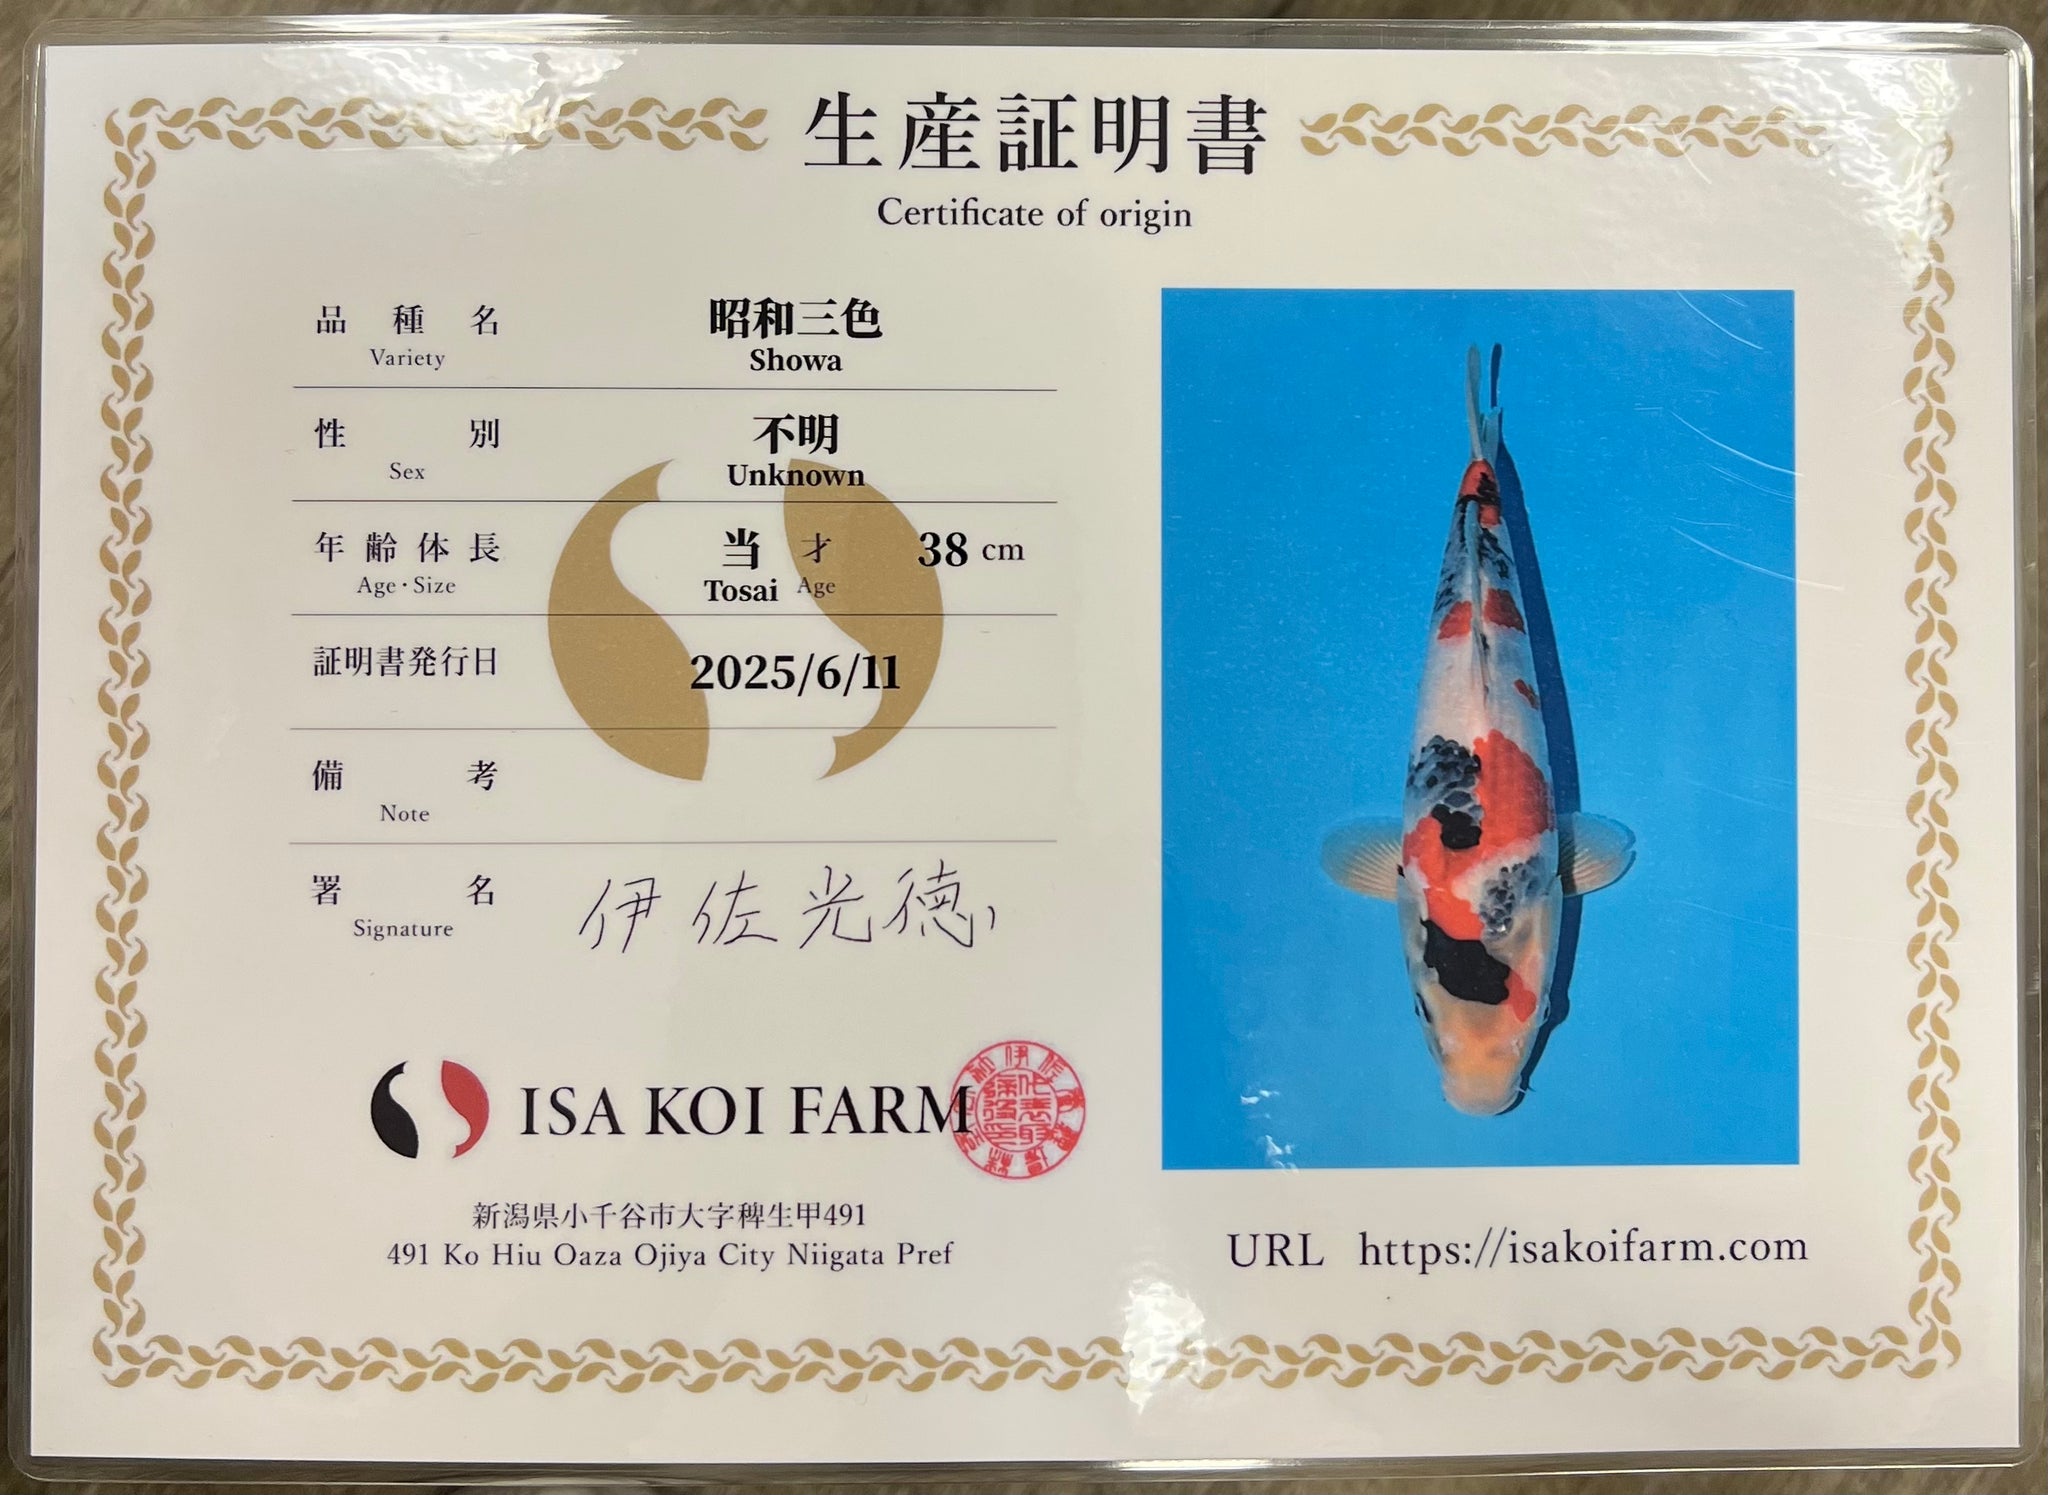 生産証明書
Certificate of origin
品種名 昭和三色
Variety Showa
性別 不明
Sex Unknown
年齢体長 当 才 38 cm
Age・Size Tosai Age
証明書発行日 2025/6/11
備考
Note
署名 伊佐光徳
Signature
ISA KOI FARM
新潟県小千谷市大字稗生甲491
491 Ko Hiu Oaza Ojiya City Niigata Pref
URL https://isakoifarm.com